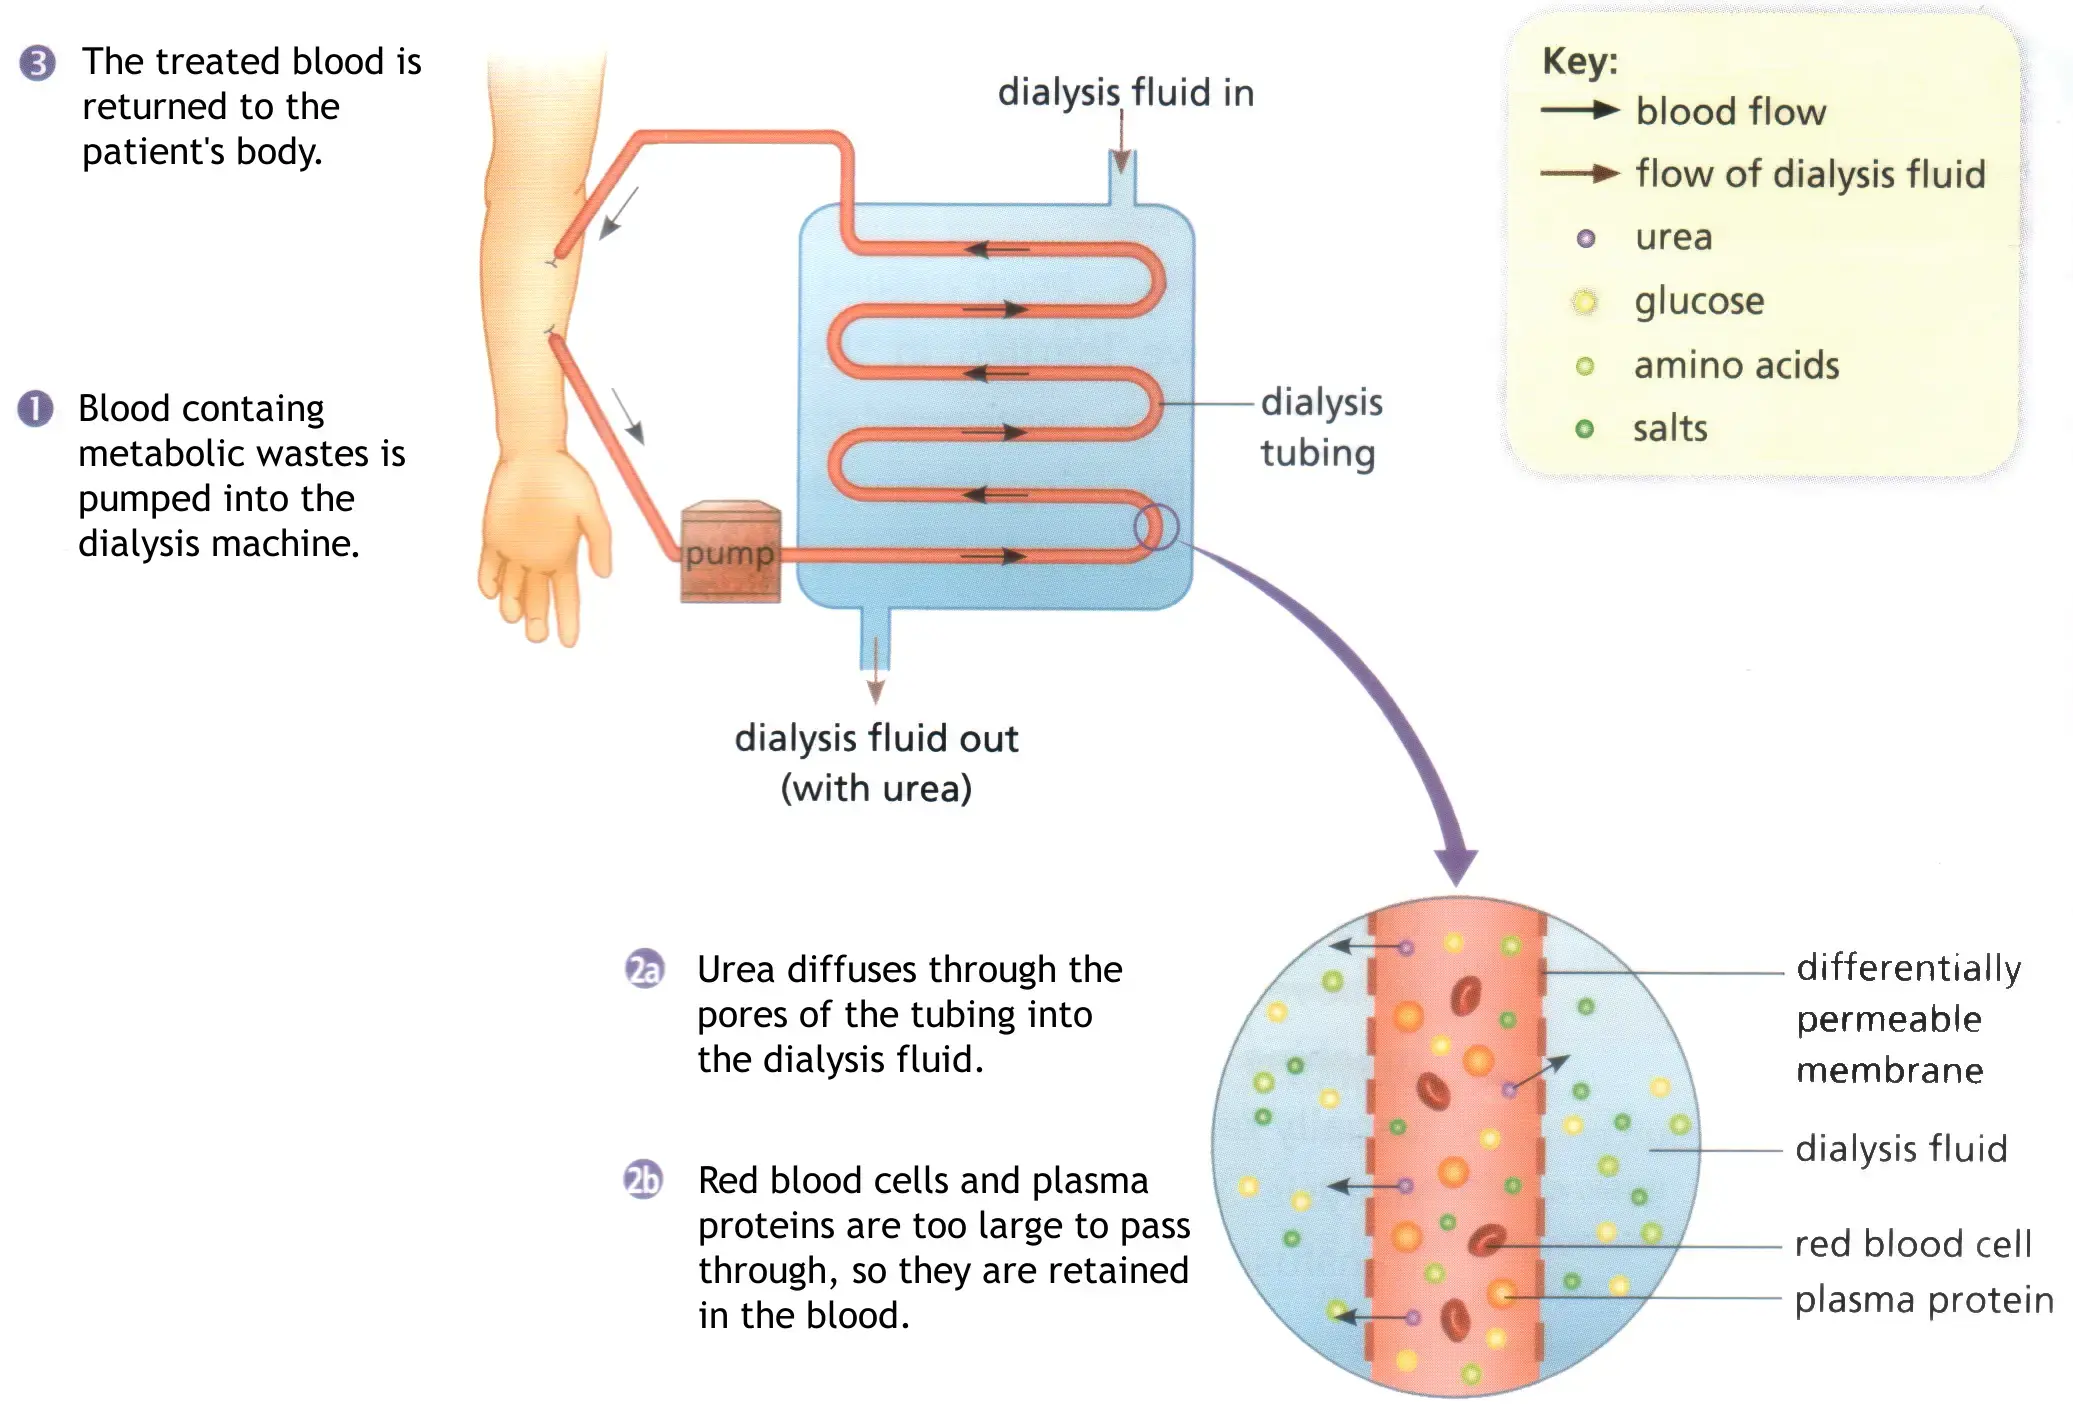 3 The treated blood is
returned to the
patient's body.
1 Blood containg
metabolic wastes is
pumped into the
dialysis machine.
pump
dialysis fluid in
dialysis
tubing
dialysis fluid out
(with urea)
Key:
blood flow
flow of dialysis fluid
urea
glucose
amino acids
salts
2a Urea diffuses through the
pores of the tubing into
the dialysis fluid.
2b Red blood cells and plasma
proteins are too large to pass
through, so they are retained
in the blood.
differentially
permeable
membrane
dialysis fluid
red blood cell
plasma protein